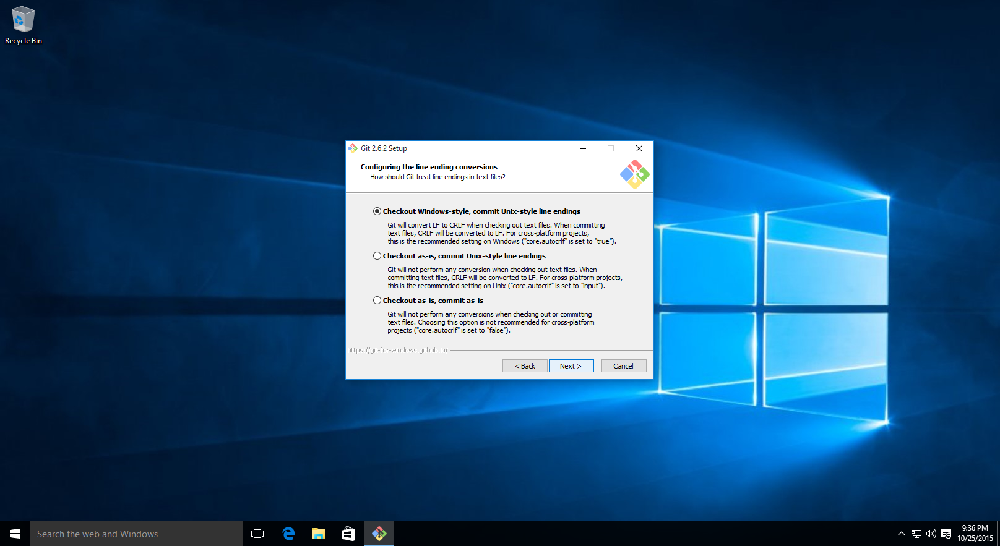 Recycle Bin
Git 2.6.2 Setup
Configuring the line ending conversions
How should Git treat line endings in text files?
Checkout Windows-style, commit Unix-style line endings
Git will convert LF to CRLF when checking out text files. When committing
text files, CRLF will be converted to LF. For cross-platform projects,
this is the recommended setting on Windows ("core.autocrlf" is set to "true").
Checkout as-is, commit Unix-style line endings
Git will not perform any conversion when checking out text files. When
committing text files, CRLF will be converted to LF. For cross-platform projects,
this is the recommended setting on Unix ("core.autocrlf" is set to "input").
Checkout as-is, commit as-is
Git will not perform any conversions when checking out or committing
text files. Choosing this option is not recommended for cross-platform
projects ("core.autocrlf" is set to "false").
https://git-for-windows.github.io/
< Back
Next >
Cancel
Search the web and Windows
9:36 PM
10/25/2015